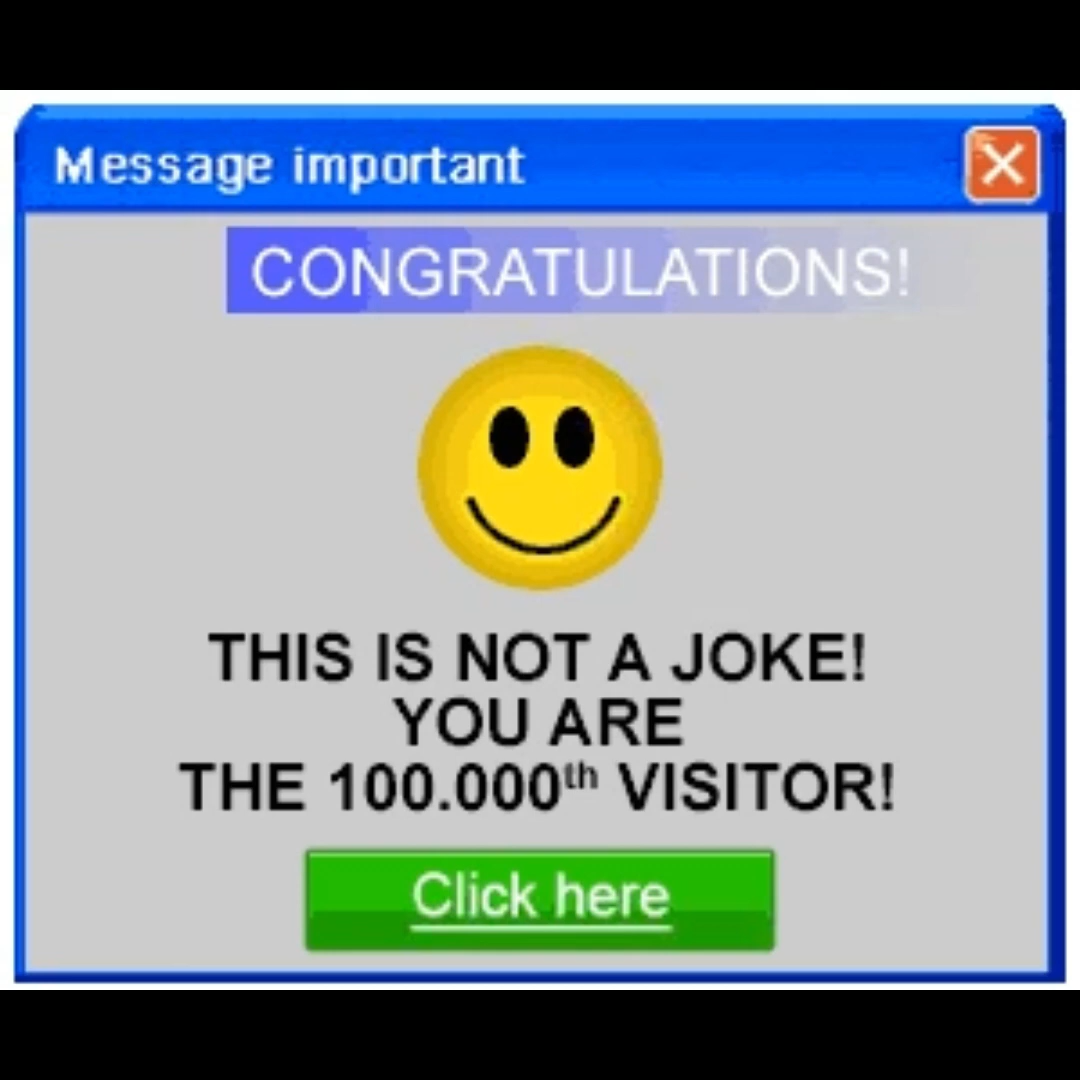 Message important
CONGRATULATIONS!
THIS IS NOT A JOKE!
YOU ARE
THE 100.000th VISITOR!
Click here